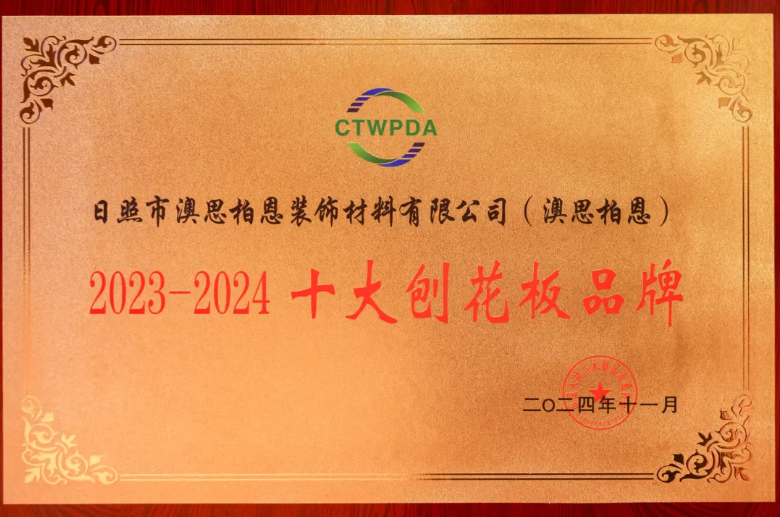 CTWPDA
日照市澳思柏恩装饰材料有限公司（澳思柏恩）
2023-2024 十大刨花板品牌
二O二四年十一月